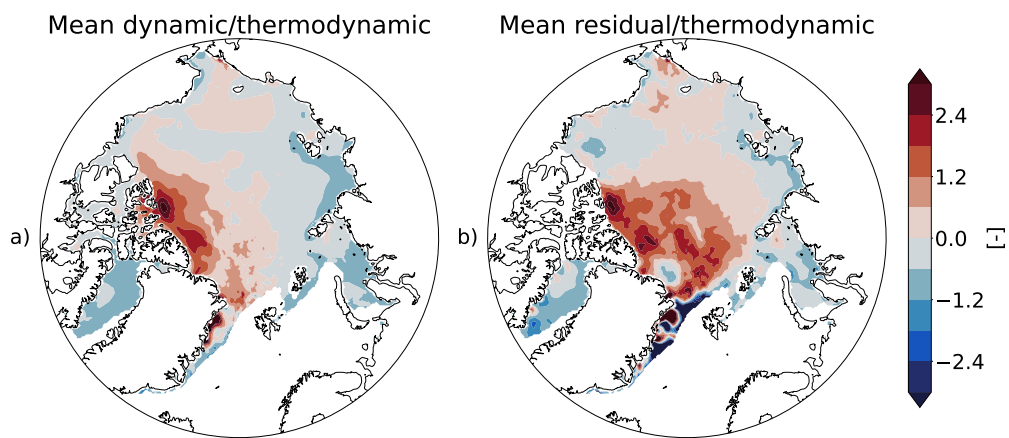 Mean dynamic/thermodynamic
Mean residual/thermodynamic
a)
b)
2.4
1.2
0.0
−1.2
−2.4
[-]